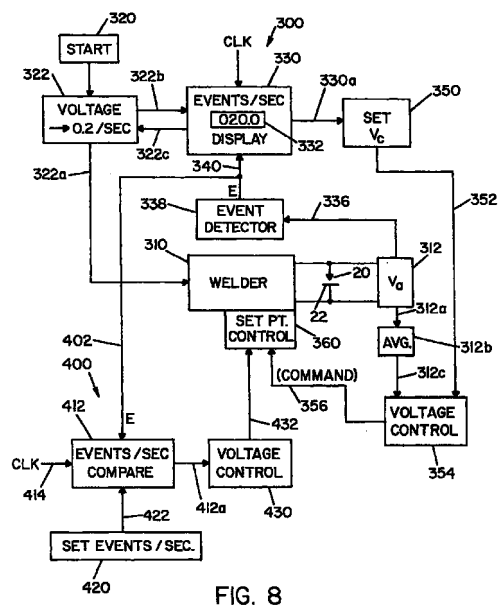 320
300
START
CLK
330
322
322b
330a
350
VOLTAGE
→0.2/SEC
EVENTS/SEC
020.0
DISPLAY
SET
Vc
322c
332
322a
340
E
336
352
338
EVENT
DETECTOR
310
312
WELDER
20
22
Va
312a
SET PT.
CONTROL
360
AVG.
312b
402
(COMMAND)
312c
400
356
412
E
432
VOLTAGE
CONTROL
354
CLK
414
EVENTS/SEC
COMPARE
412a
VOLTAGE
CONTROL
430
422
SET EVENTS/SEC.
420
FIG. 8